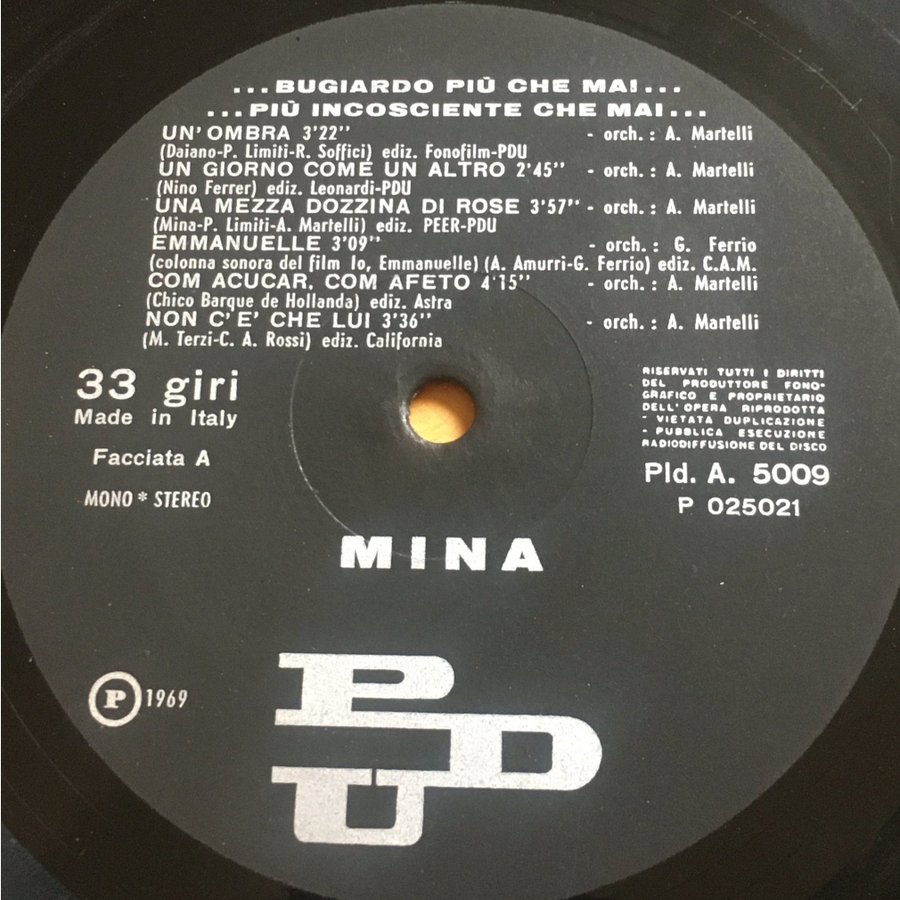 ...BUGIARDO PIÙ CHE MAI...
...PIÙ INCOSCIENTE CHE MAI...
UN'OMBRA 3'22" - orch.: A. Martelli
(Daiano-P. Limiti-R. Soffici) ediz. Fonofilm-PDU
UN GIORNO COME UN ALTRO 2'45" - orch.: A. Martelli
(Nino Ferrer) ediz. Leonardi-PDU
UNA MEZZA DOZZINA DI ROSE 3'57" - orch.: A. Martelli
(Mina-P. Limiti-A. Martelli) ediz. PEER-PDU
EMMANUELLE 3'09" - orch.: G. Ferrio
(colonna sonora del film Io, Emmanuelle) (A. Amurri-G. Ferrio) ediz. C.A.M.
COM ACUCAR, COM AFETO 4'15" - orch.: A. Martelli
(Chico Barque de Hollanda) ediz. Astra
NON C'E' CHE LUI 3'36" - orch.: A. Martelli
(M. Terzi-C. A. Rossi) ediz. California
33 giri
Made in Italy
Facciata A
MONO * STEREO
RISERVATI TUTTI I DIRITTI
DEL PRODUTTORE FONO-
GRAFICO E PROPRIETARIO
DELL'OPERA RIPRODOTTA
- VIETATA DUPLICAZIONE
- PUBBLICA ESECUZIONE
RADIODIFFUSIONE DEL DISCO
Pld. A. 5009
P 025021
MINA
P 1969
PDU